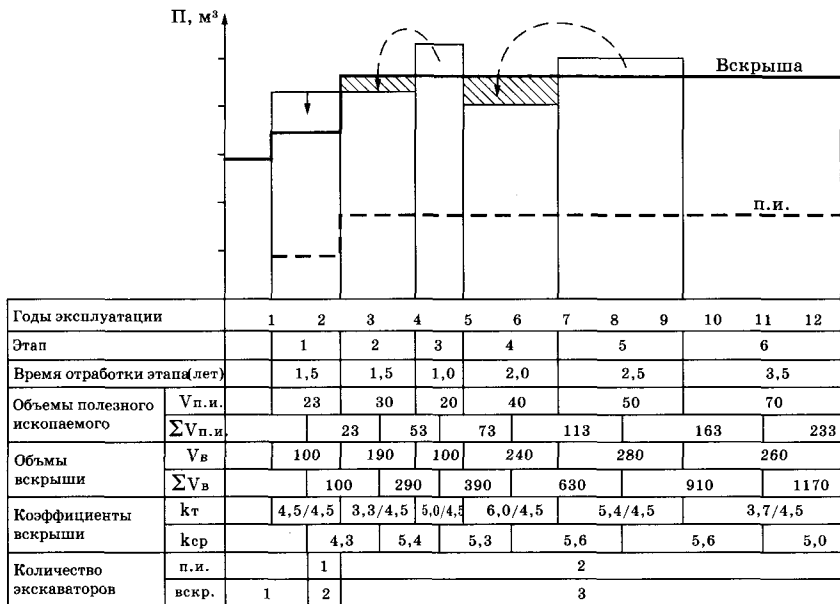 П, м³
Вскрыша
п.и.
Годы эксплуатации 1 2 3 4 5 6 7 8 9 10 11 12
Этап 1 2 3 4 5 6
Время отработки этапа(лет) 1,5 1,5 1,0 2,0 2,5 3,5
Объемы полезного ископаемого Vп.и. 23 30 20 40 50 70
ΣVп.и. 23 53 73 113 163 233
Объмы вскрыши Vв 100 190 100 240 280 260
ΣVв 100 290 390 630 910 1170
Коэффициенты вскрыши kт 4,5/4,5 3,3/4,5 5,0/4,5 6,0/4,5 5,4/4,5 3,7/4,5
kср 4,3 5,4 5,3 5,6 5,6 5,0
Количество экскаваторов п.и. 1 2
вскр. 1 2 3